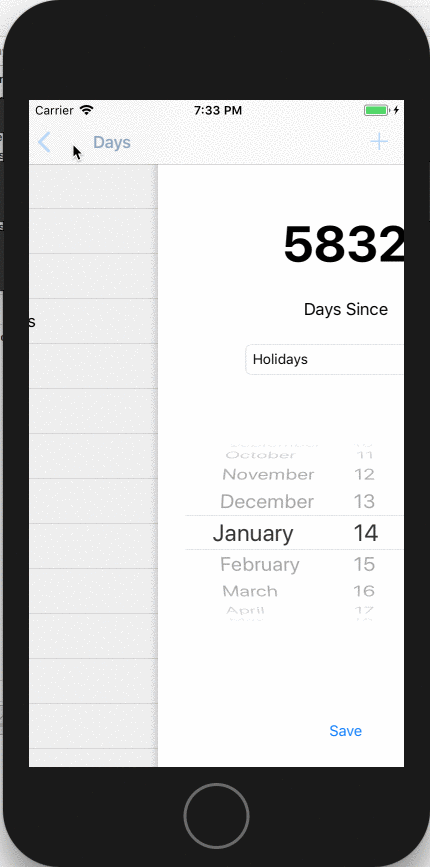 Carrier 7:33 PM
Days
s
5832
Days Since
Holidays
October 11
November 12
December 13
January 14
February 15
March 16
April 17
Save